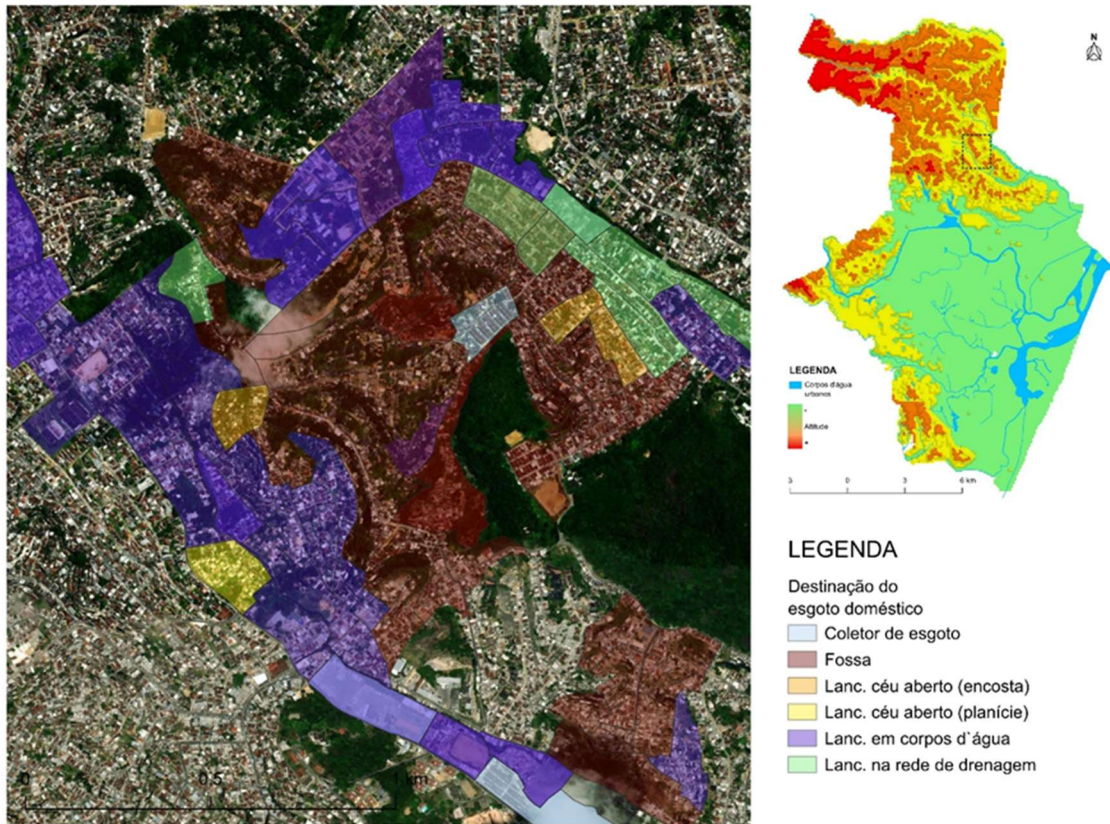 N
LEGENDA
Corpos d'água
urbanos
-
Altitude
+
3 0 3 6 km
0 0.5 1 km
LEGENDA
Destinação do
esgoto doméstico
Coletor de esgoto
Fossa
Lanc. céu aberto (encosta)
Lanc. céu aberto (planície)
Lanc. em corpos d`água
Lanc. na rede de drenagem